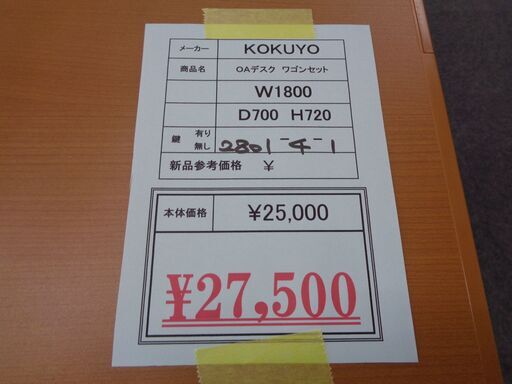 メーカー KOKUYO
商品名 OAデスク ワゴンセット
W1800
D700 H720
鍵 有り 無し 2801-4-1
新品参考価格 ¥
本体価格 ¥25,000
¥27,500